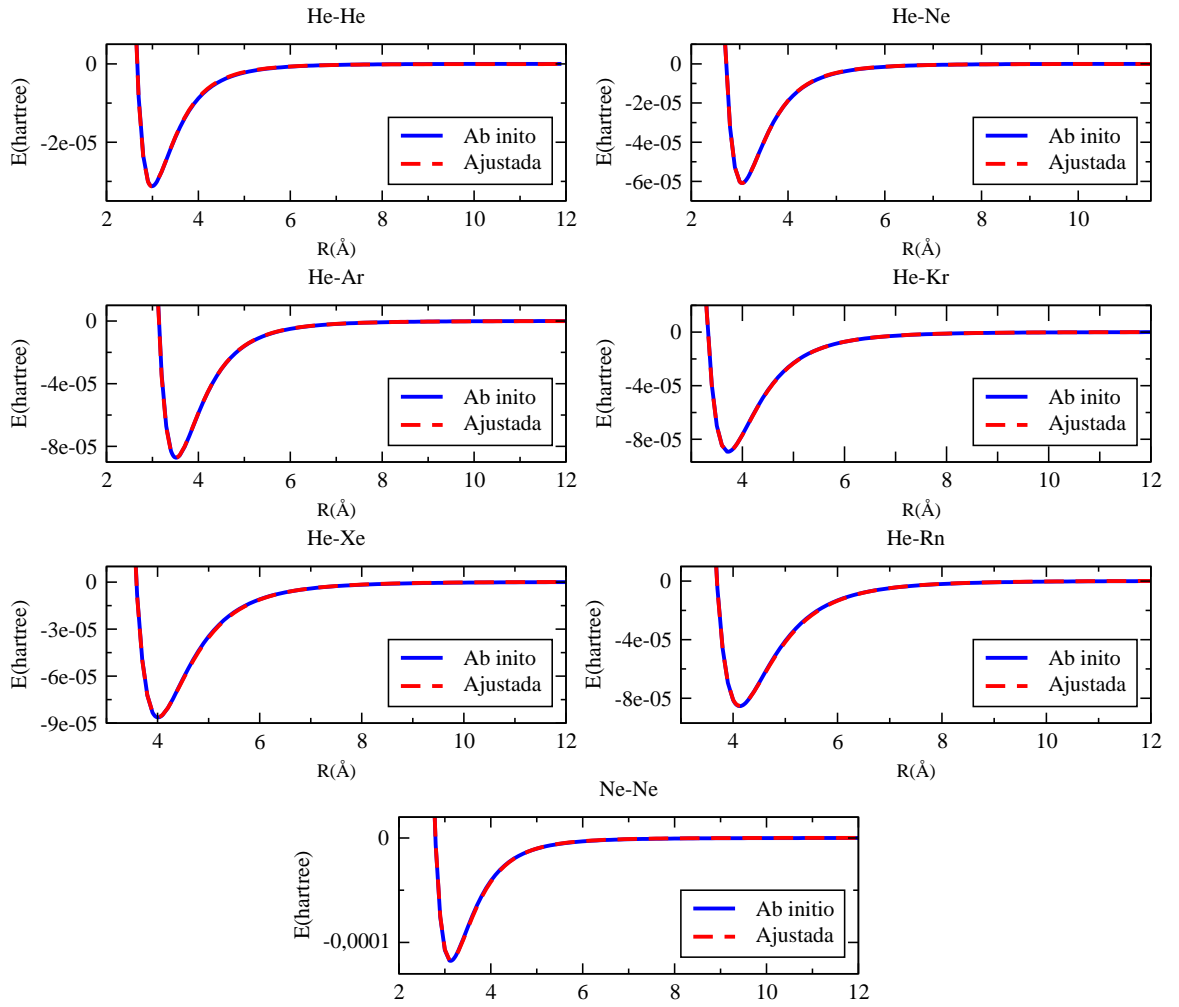 He-He
He-Ne
E(hartree)
0
-2e-05
Ab inito
Ajustada
2 4 6 8 10 12
R(Å)
E(hartree)
0
-2e-05
-4e-05
-6e-05
Ab inito
Ajustada
2 4 6 8 10
R(Å)
He-Ar
He-Kr
E(hartree)
0
-4e-05
-8e-05
Ab inito
Ajustada
2 4 6 8 10 12
R(Å)
E(hartree)
0
-4e-05
-8e-05
Ab inito
Ajustada
4 6 8 10 12
R(Å)
He-Xe
He-Rn
E(hartree)
0
-3e-05
-6e-05
-9e-05
Ab inito
Ajustada
4 6 8 10 12
R(Å)
E(hartree)
0
-4e-05
-8e-05
Ab inito
Ajustada
4 6 8 10 12
R(Å)
Ne-Ne
E(hartree)
0
-0,0001
Ab initio
Ajustada
2 4 6 8 10 12